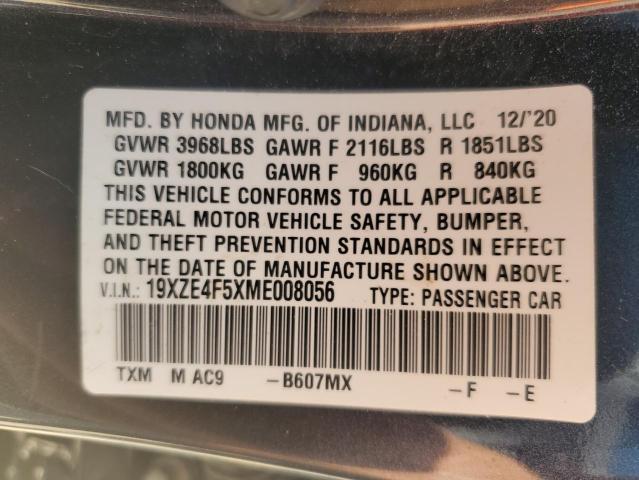 MFD. BY HONDA MFG. OF INDIANA, LLC 12/'20
GVWR 3968LBS GAWR F 2116LBS R 1851LBS
GVWR 1800KG GAWR F 960KG R 840KG
THIS VEHICLE CONFORMS TO ALL APPLICABLE
FEDERAL MOTOR VEHICLE SAFETY, BUMPER,
AND THEFT PREVENTION STANDARDS IN EFFECT
ON THE DATE OF MANUFACTURE SHOWN ABOVE.
V.I.N.: 19XZE4F5XME008056 TYPE: PASSENGER CAR
TXM M AC9 -B607MX -F -E